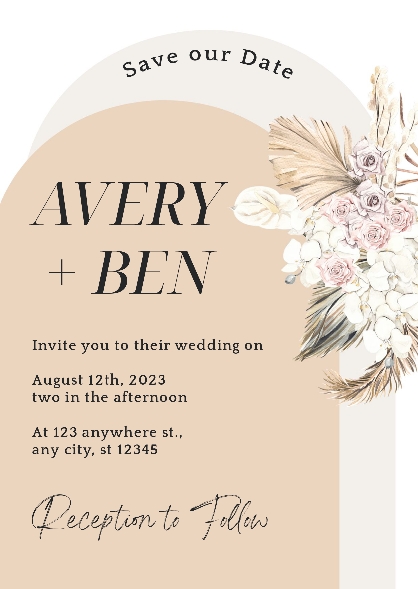 Save our Date
AVERY
+ BEN
Invite you to their wedding on
August 12th, 2023
two in the afternoon
At 123 anywhere st.,
any city, st 12345
Reception to Follow